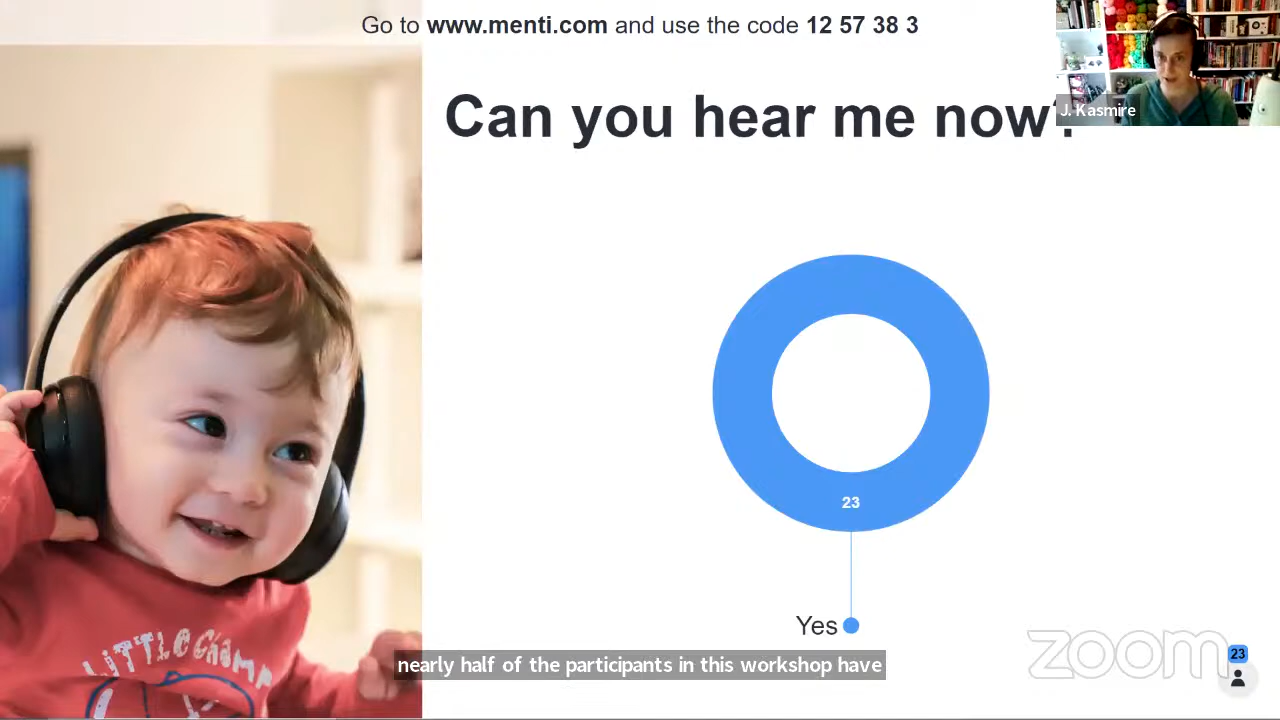 Go to www.menti.com and use the code 12 57 38 3
J. Kasmire
Can you hear me now?
23
Yes
LiTTLE CHAMP
nearly half of the participants in this workshop have
zoom
23